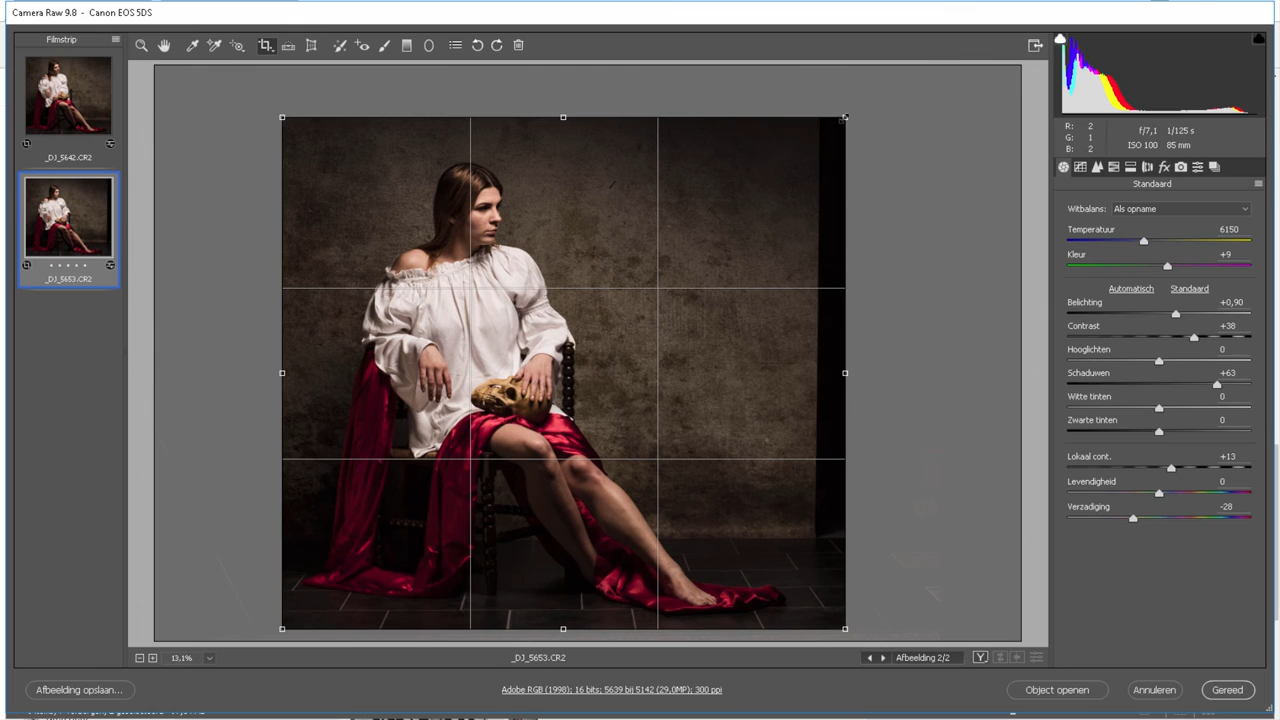 Camera Raw 9.8 - Canon EOS 5DS
Filmstrip
_DJ_5642.CR2
_DJ_5653.CR2
R: 2
G: 1
B: 2
f/7,1 1/125 s
ISO 100 85 mm
Standaard
Witbalans: Als opname
Temperatuur 6150
Kleur +9
Automatisch Standaard
Belichting +0,90
Contrast +38
Hooglichten 0
Schaduwen +63
Witte tinten 0
Zwarte tinten 0
Lokaal cont. +13
Levendigheid 0
Verzadiging -28
13,1%
_DJ_5653.CR2
Afbeelding 2/2
Y
Afbeelding opslaan...
Adobe RGB (1998); 16 bits; 5639 bij 5142 (29,0MP); 300 ppi
Object openen
Annuleren
Gereed